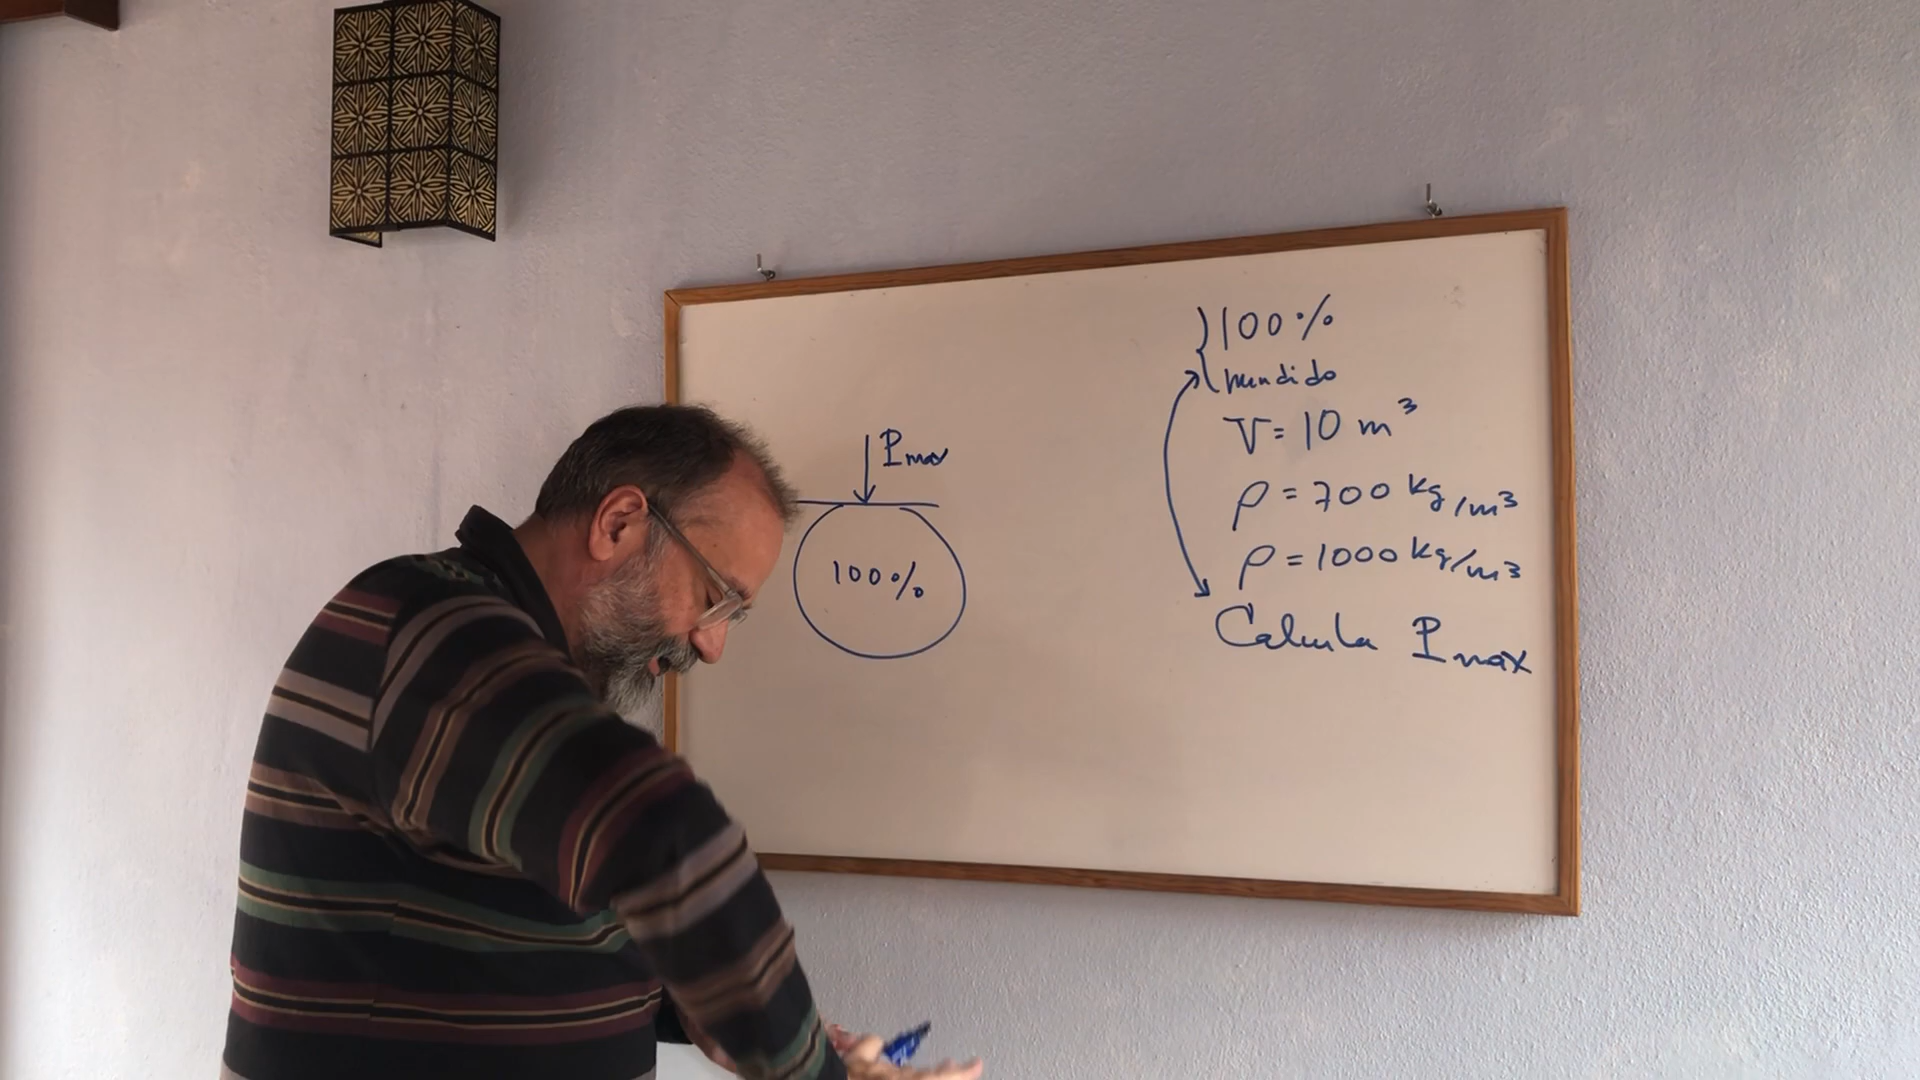 Pmax
100%
100%
hundido
V = 10 m³
ρ = 700 kg/m³
ρ = 1000 kg/m³
Calcula Pmax